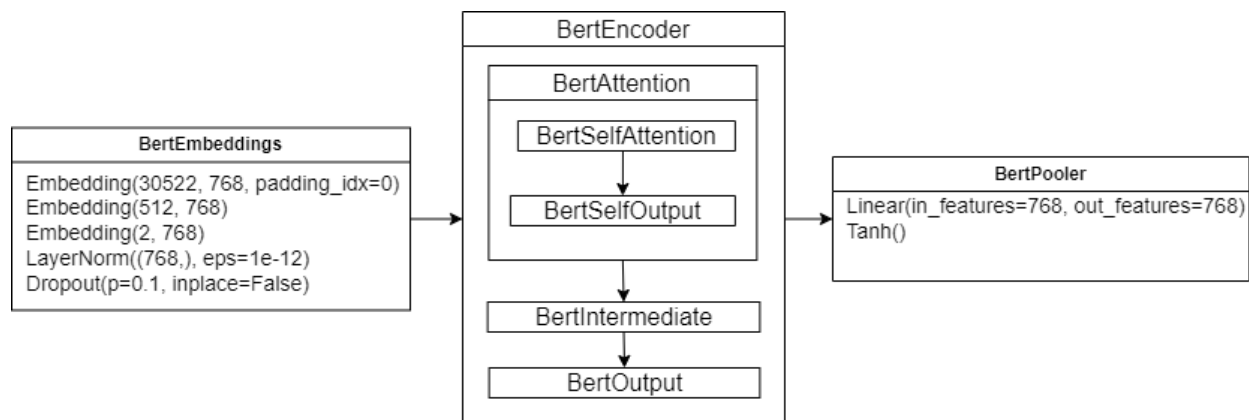 BertEmbeddings
Embedding(30522, 768, padding_idx=0)
Embedding(512, 768)
Embedding(2, 768)
LayerNorm((768,), eps=1e-12)
Dropout(p=0.1, inplace=False)
BertEncoder
BertAttention
BertSelfAttention
BertSelfOutput
BertIntermediate
BertOutput
BertPooler
Linear(in_features=768, out_features=768)
Tanh()